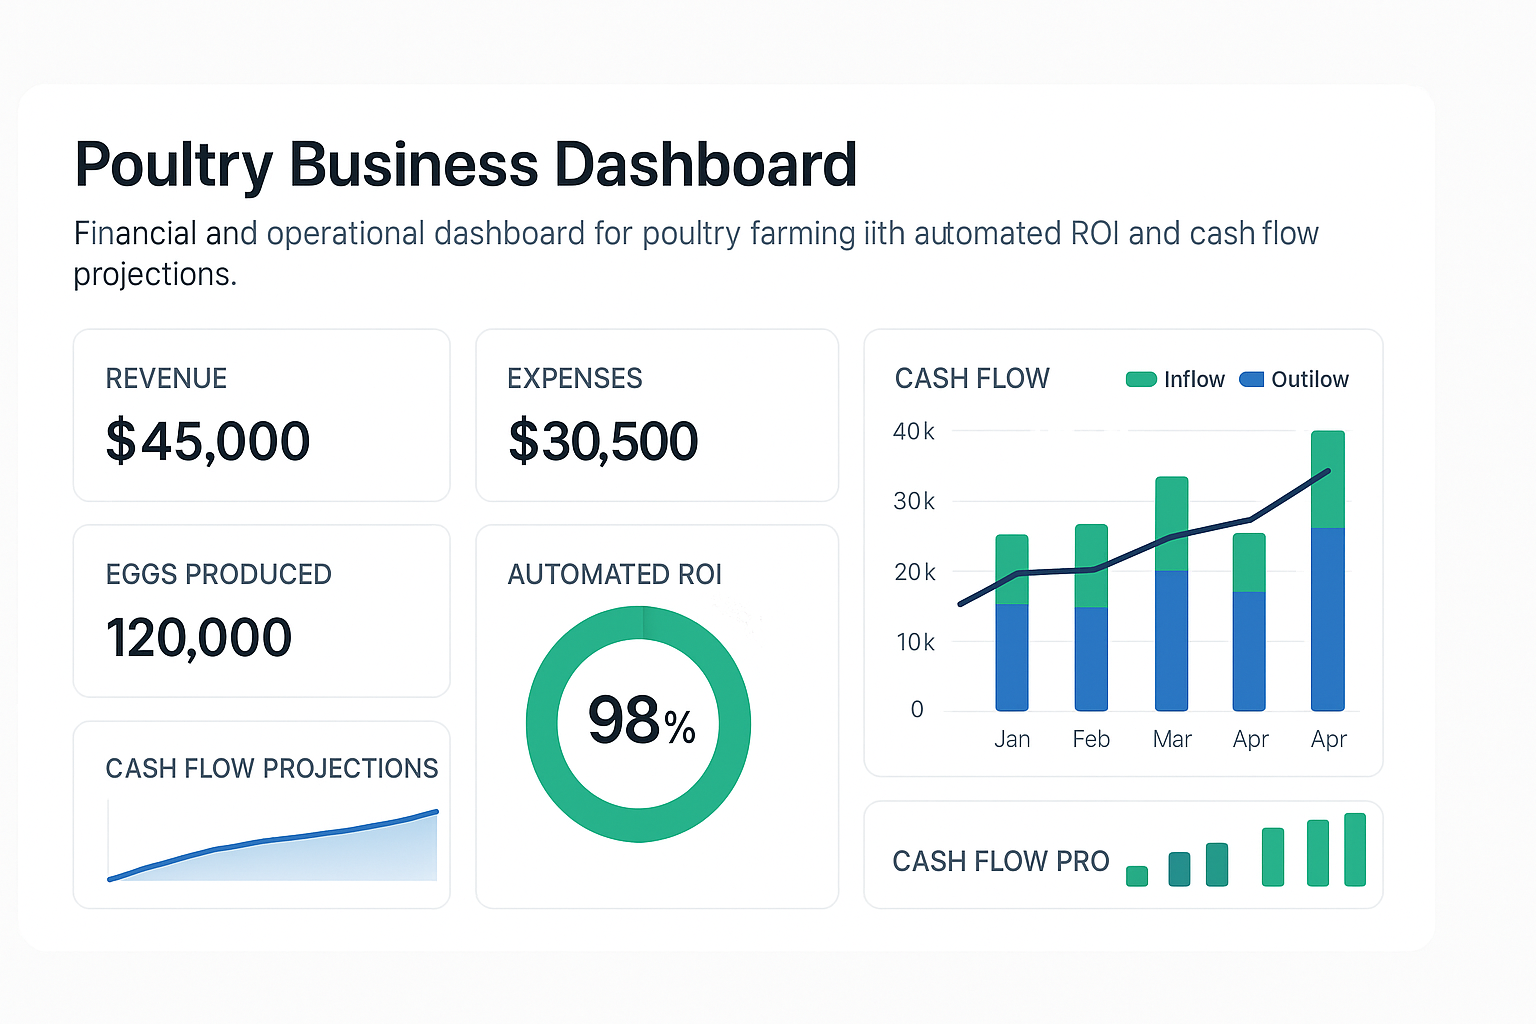 Poultry Business Dashboard
Financial and operational dashboard for poultry farming iith automated ROI and cash flow
projections.
REVENUE
$45,000
EXPENSES
$30,500
EGGS PRODUCED
120,000
AUTOMATED ROI
98%
CASH FLOW PROJECTIONS
CASH FLOW
Inflow
Outilow
40k
30k
20k
10k
0
Jan Feb Mar Apr Apr
CASH FLOW PRO